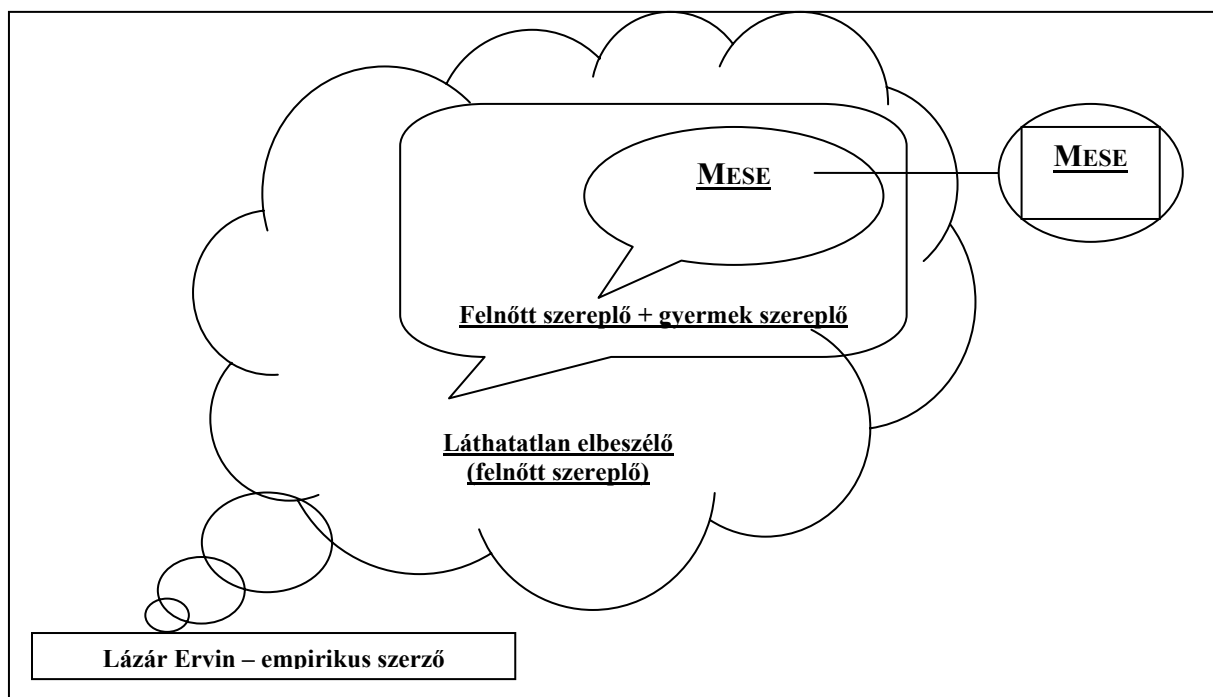 MESE
MESE
Felnőtt szereplő + gyermek szereplő
Láthatatlan elbeszélő
(felnőtt szereplő)
Lázár Ervin – empirikus szerző